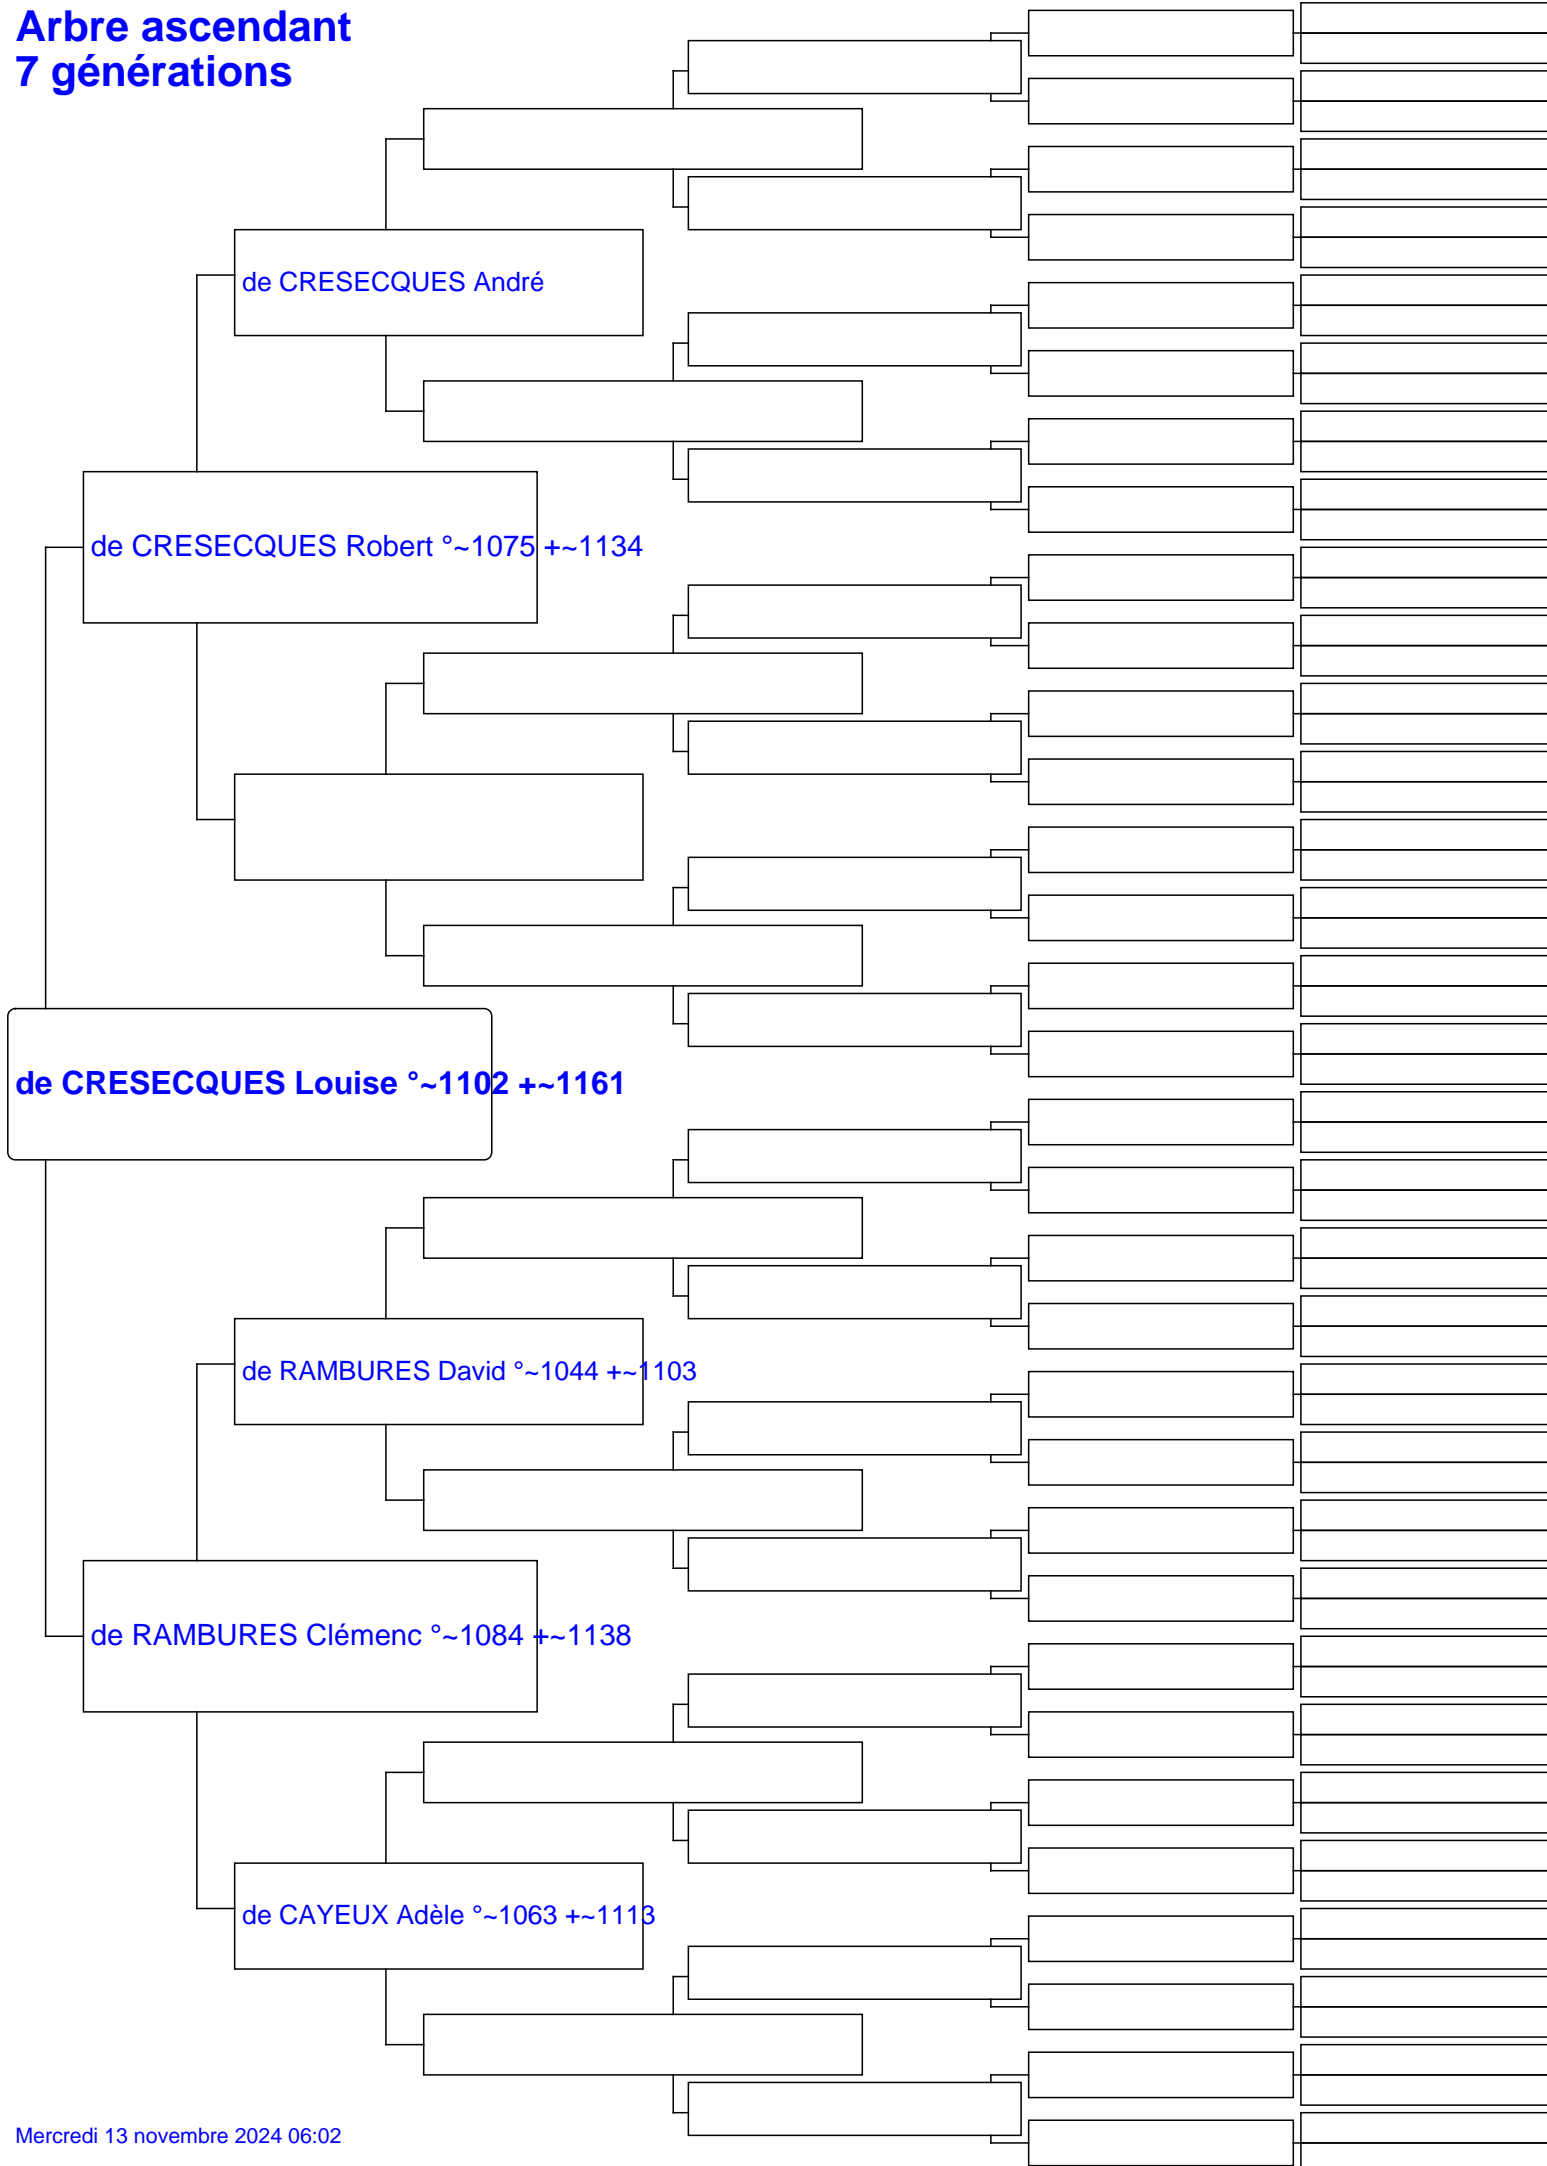 Arbre ascendant
7 générations
de CRESECQUES André
de CRESECQUES Robert °~1075 +~1134
de CRESECQUES Louise °~1102 +~1161
de RAMBURES David °~1044 +~1103
de RAMBURES Clémenc °~1084 +~1138
de CAYEUX Adèle °~1063 +~1113
Mercredi 13 novembre 2024 06:02